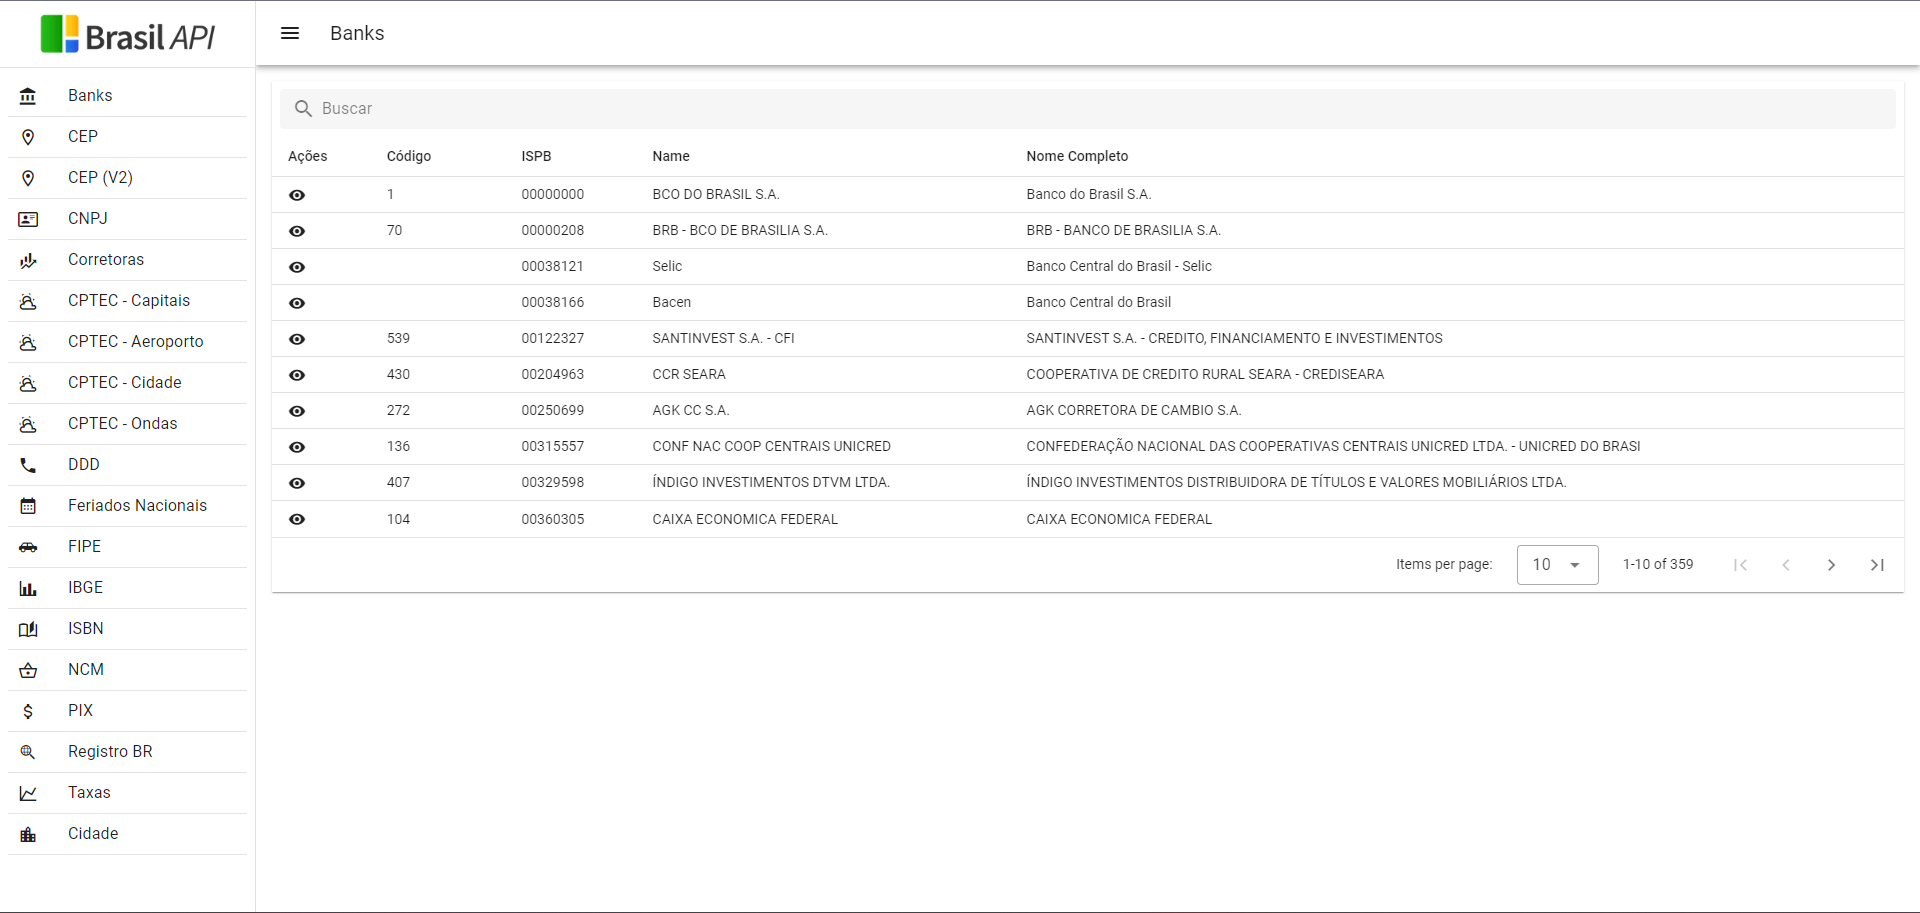 Brasil API
Banks
CEP
CEP (V2)
CNPJ
Corretoras
CPTEC - Capitais
CPTEC - Aeroporto
CPTEC - Cidade
CPTEC - Ondas
DDD
Feriados Nacionais
FIPE
IBGE
ISBN
NCM
PIX
Registro BR
Taxas
Cidade
Banks
Buscar
Ações Código ISPB Name Nome Completo
1 00000000 BCO DO BRASIL S.A. Banco do Brasil S.A.
70 00000208 BRB - BCO DE BRASILIA S.A. BRB - BANCO DE BRASILIA S.A.
00038121 Selic Banco Central do Brasil - Selic
00038166 Bacen Banco Central do Brasil
539 00122327 SANTINVEST S.A. - CFI SANTINVEST S.A. - CREDITO, FINANCIAMENTO E INVESTIMENTOS
430 00204963 CCR SEARA COOPERATIVA DE CREDITO RURAL SEARA - CREDISEARA
272 00250699 AGK CC S.A. AGK CORRETORA DE CAMBIO S.A.
136 00315557 CONF NAC COOP CENTRAIS UNICRED CONFEDERAÇÃO NACIONAL DAS COOPERATIVAS CENTRAIS UNICRED LTDA. - UNICRED DO BRASI
407 00329598 ÍNDIGO INVESTIMENTOS DTVM LTDA. ÍNDIGO INVESTIMENTOS DISTRIBUIDORA DE TÍTULOS E VALORES MOBILIÁRIOS LTDA.
104 00360305 CAIXA ECONOMICA FEDERAL CAIXA ECONOMICA FEDERAL
Items per page: 10 1-10 of 359